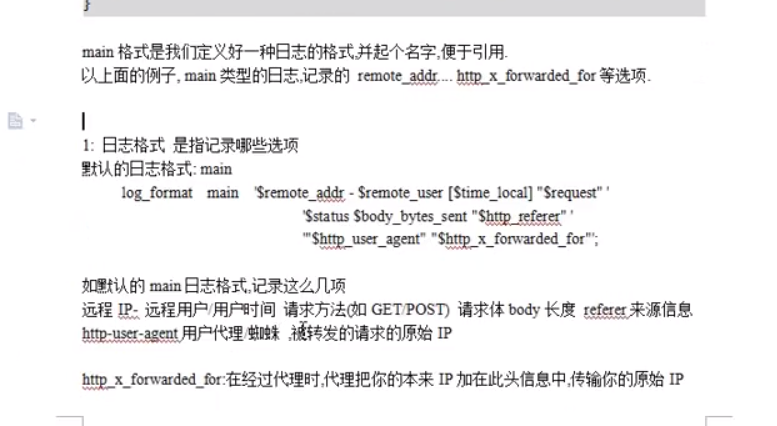 }
main 格式是我们定义好一种日志的格式,并起个名字,便于引用.
以上面的例子, main 类型的日志,记录的 remote_addr.... http_x_forwarded_for 等选项.
1: 日志格式 是指记录哪些选项
默认的日志格式: main
log_format main '$remote_addr - $remote_user [$time_local] "$request" '
'$status $body_bytes_sent "$http_referer" '
'"$http_user_agent" "$http_x_forwarded_for"';
如默认的 main 日志格式,记录这么几项
远程 IP- 远程用户/用户时间 请求方法(如 GET/POST) 请求体 body 长度 referer 来源信息
http-user-agent 用户代理/蜘蛛 ,被转发的请求的原始 IP
http_x_forwarded_for:在经过代理时,代理把你的本来 IP 加在此头信息中,传输你的原始 IP